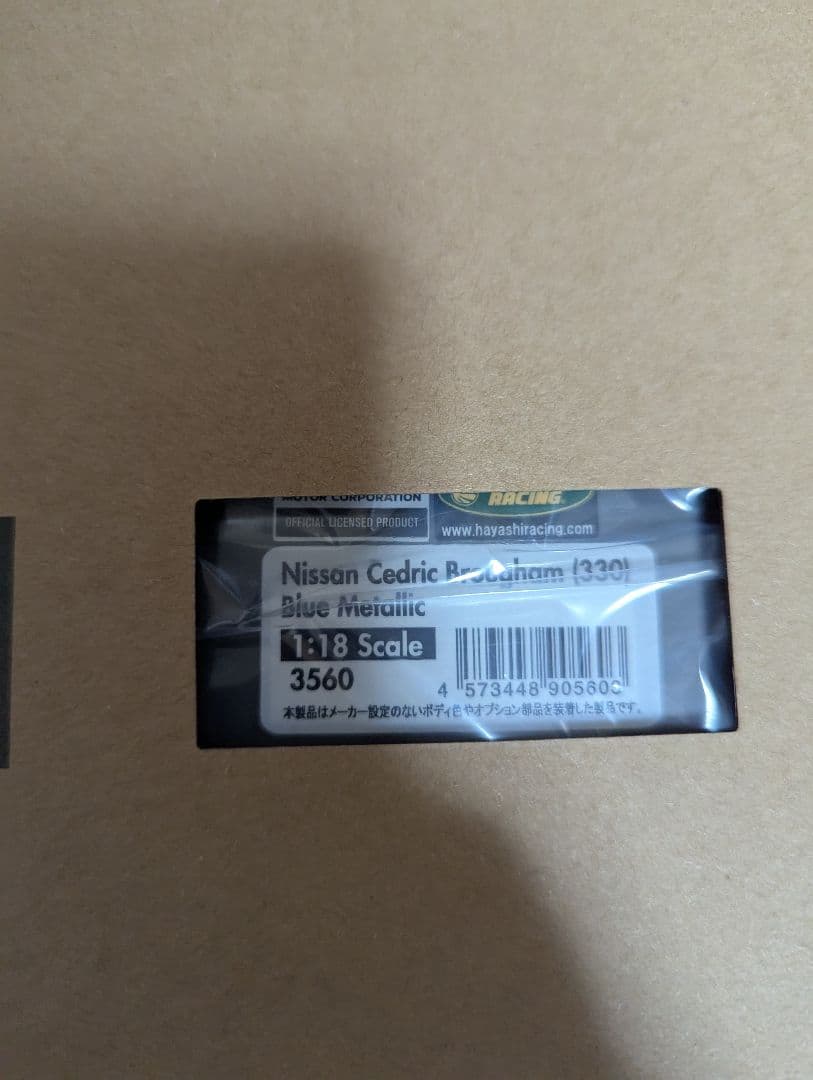 MOTOR CORPORATION
OFFICIAL LICENSED PRODUCT
RACING
www.hayashiracing.com
Nissan Cedric Brougham (330)
Blue Metallic
1:18 Scale
3560
4 573448 905606
本製品はメーカー設定のないボディ色やオプション部品を装着した製品です。